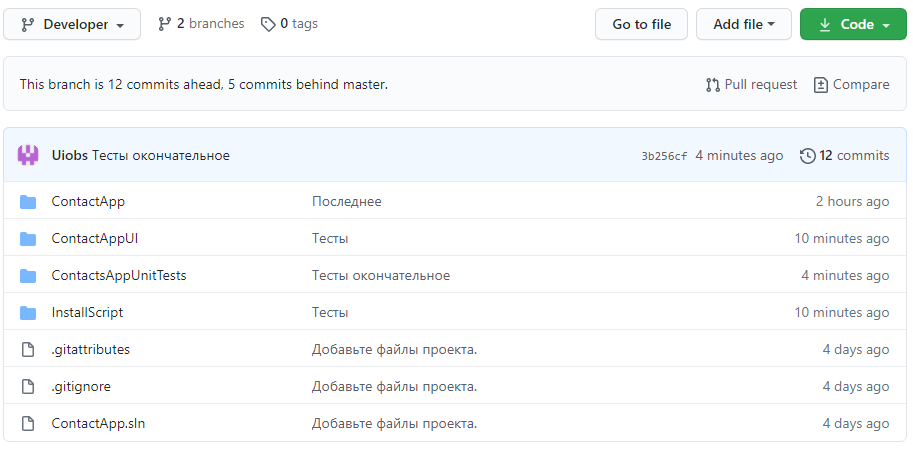 Developer 2 branches 0 tags Go to file Add file Code
This branch is 12 commits ahead, 5 commits behind master. Pull request Compare
Uiobs Тесты окончательное 3b256cf 4 minutes ago 12 commits
ContactApp Последнее 2 hours ago
ContactAppUI Тесты 10 minutes ago
ContactsAppUnitTests Тесты окончательное 4 minutes ago
InstallScript Тесты 10 minutes ago
.gitattributes Добавьте файлы проекта. 4 days ago
.gitignore Добавьте файлы проекта. 4 days ago
ContactApp.sln Добавьте файлы проекта. 4 days ago